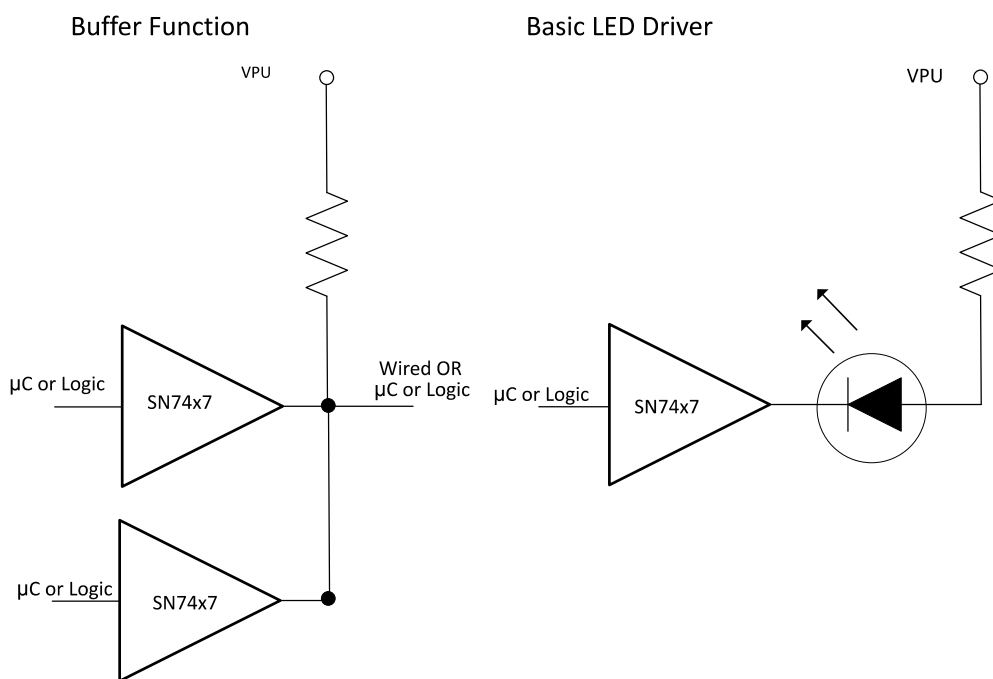 Buffer Function
Basic LED Driver
VPU
VPU
µC or Logic
SN74x7
Wired OR
µC or Logic
µC or Logic
SN74x7
µC or Logic
SN74x7